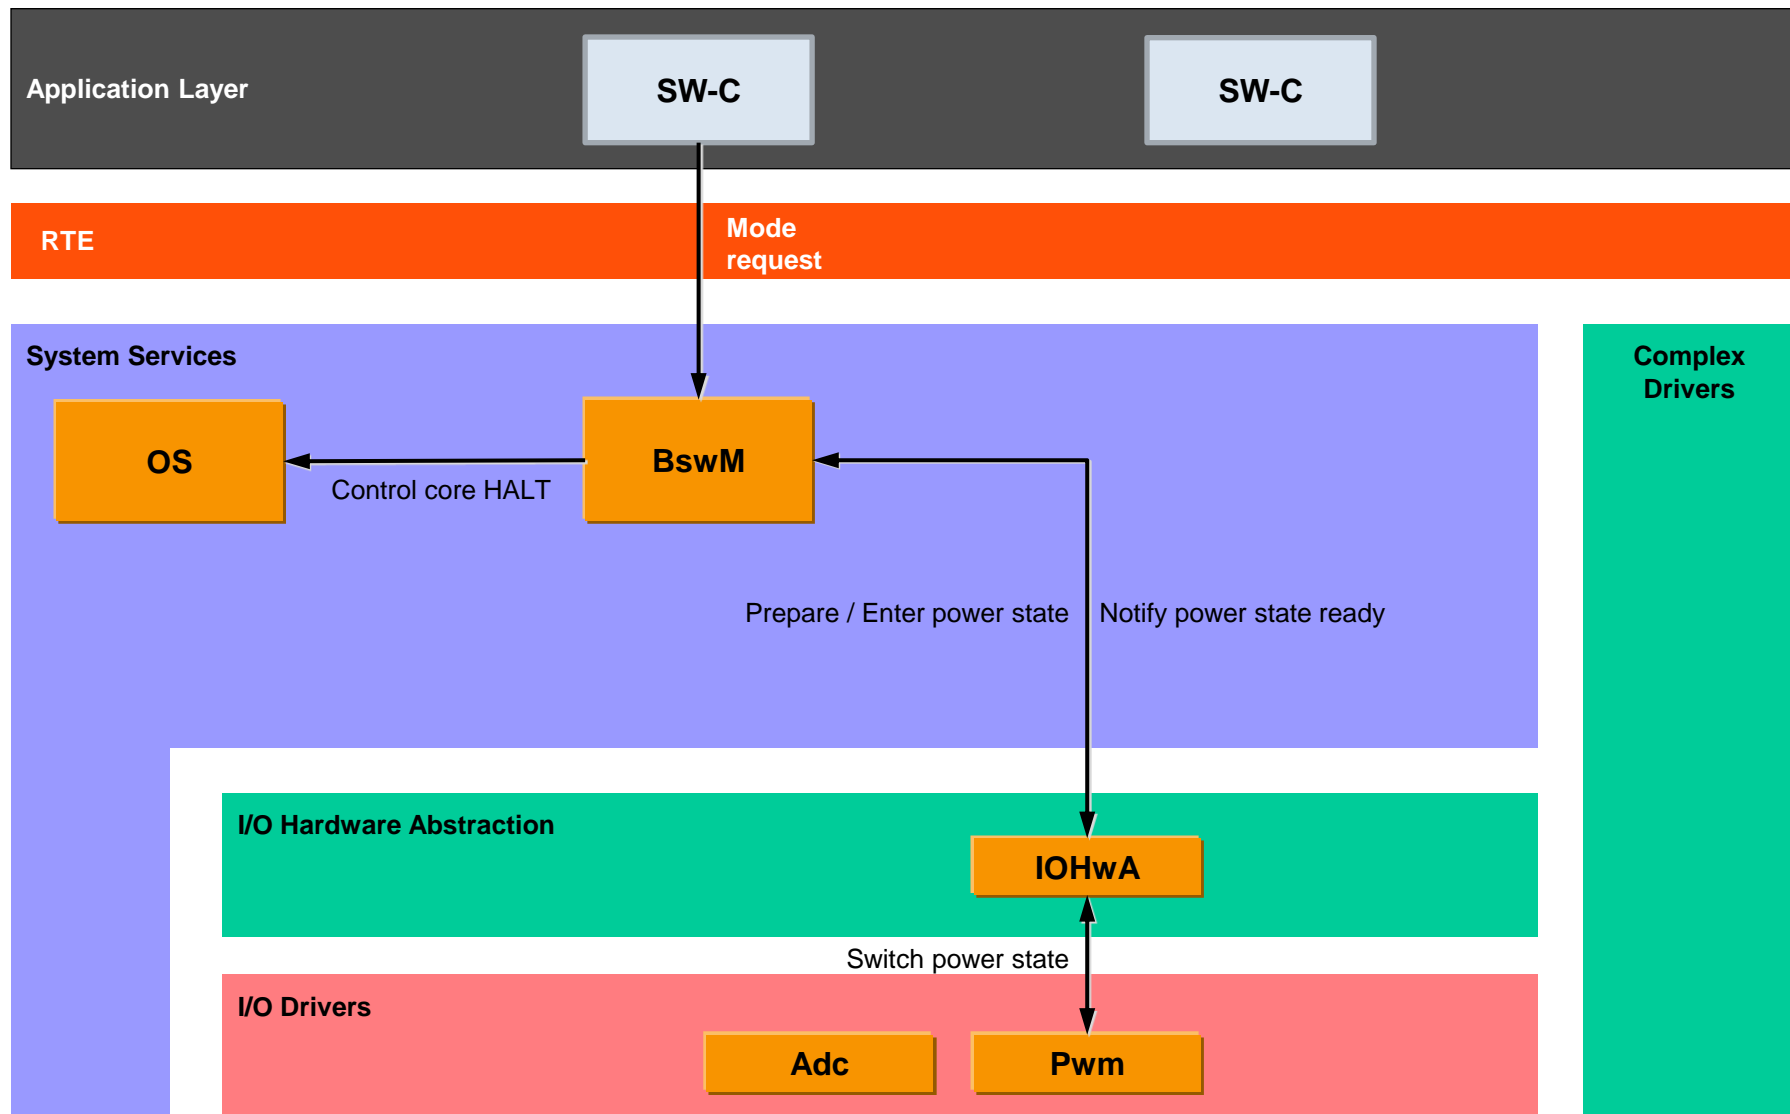 Application Layer
SW-C
SW-C
RTE
Mode
request
System Services
Complex
Drivers
OS
BswM
Control core HALT
Prepare / Enter power state
Notify power state ready
I/O Hardware Abstraction
IOHwA
Switch power state
I/O Drivers
Adc
Pwm